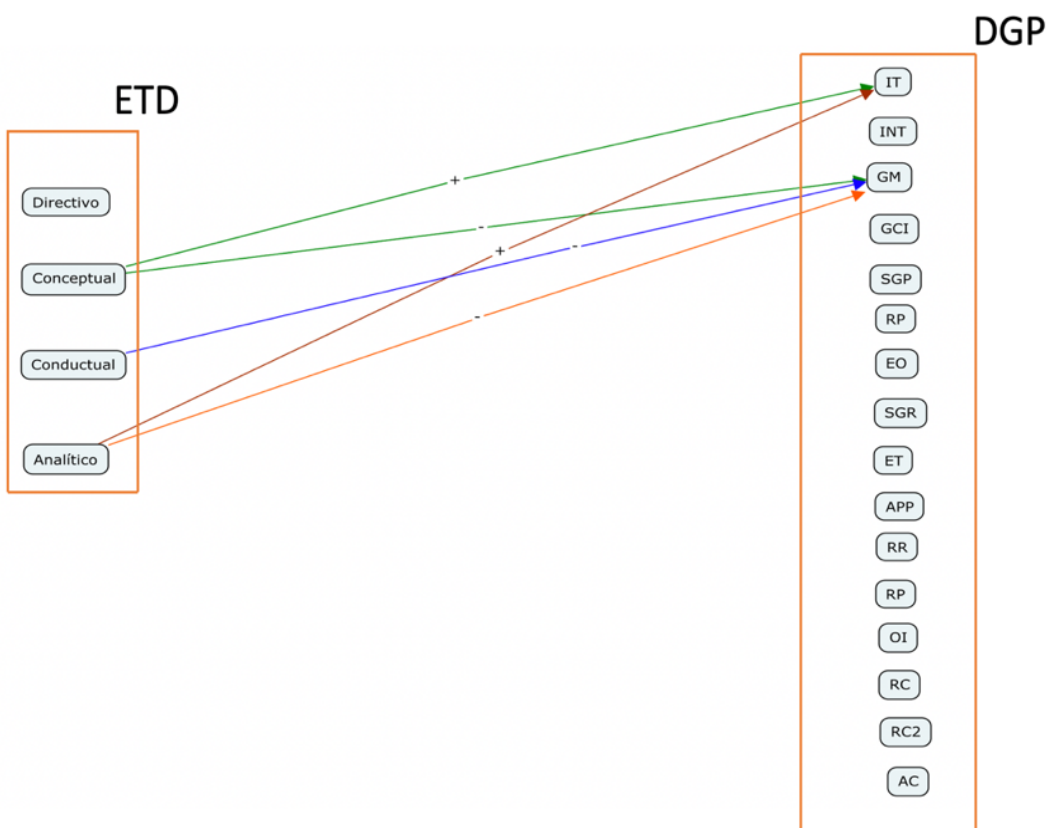 DGP
ETD
Directivo
Conceptual
Conductual
Analítico
+
-
+
-
-
IT
INT
GM
GCI
SGP
RP
EO
SGR
ET
APP
RR
RP
OI
RC
RC2
AC